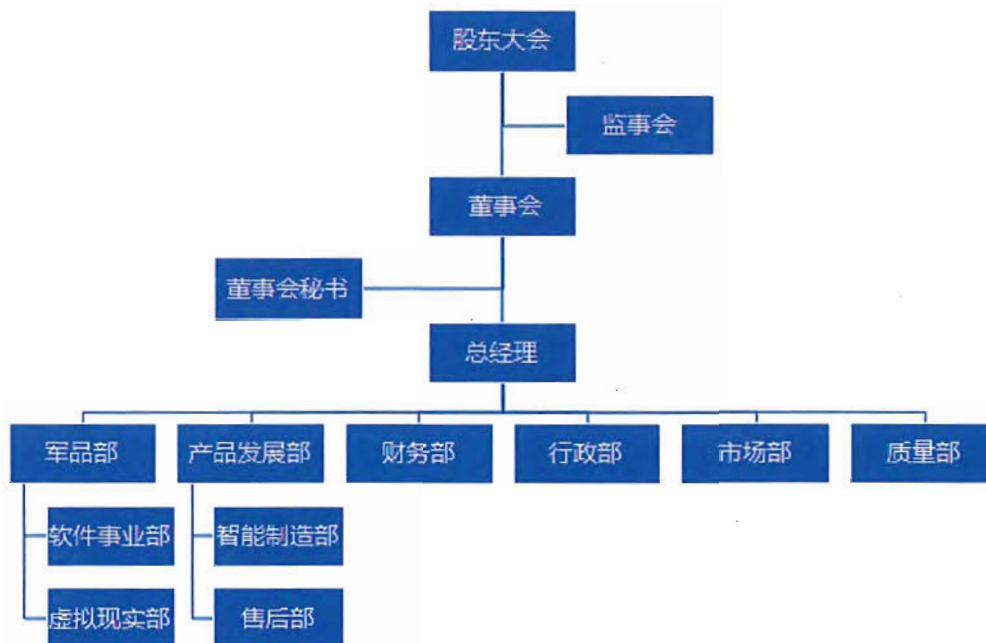 股东大会
监事会
董事会
董事会秘书
总经理
军品部
产品发展部
财务部
行政部
市场部
质量部
软件事业部
智能制造部
虚拟现实部
售后部